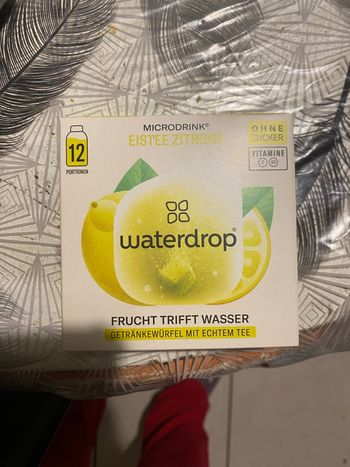 MICRODRINK®
EISTEE ZITRONE
12
PORTIONEN
OHNE
ZUCKER
VITAMINE
waterdrop®
FRUCHT TRIFFT WASSER
GETRÄNKEWÜRFEL MIT ECHTEM TEE